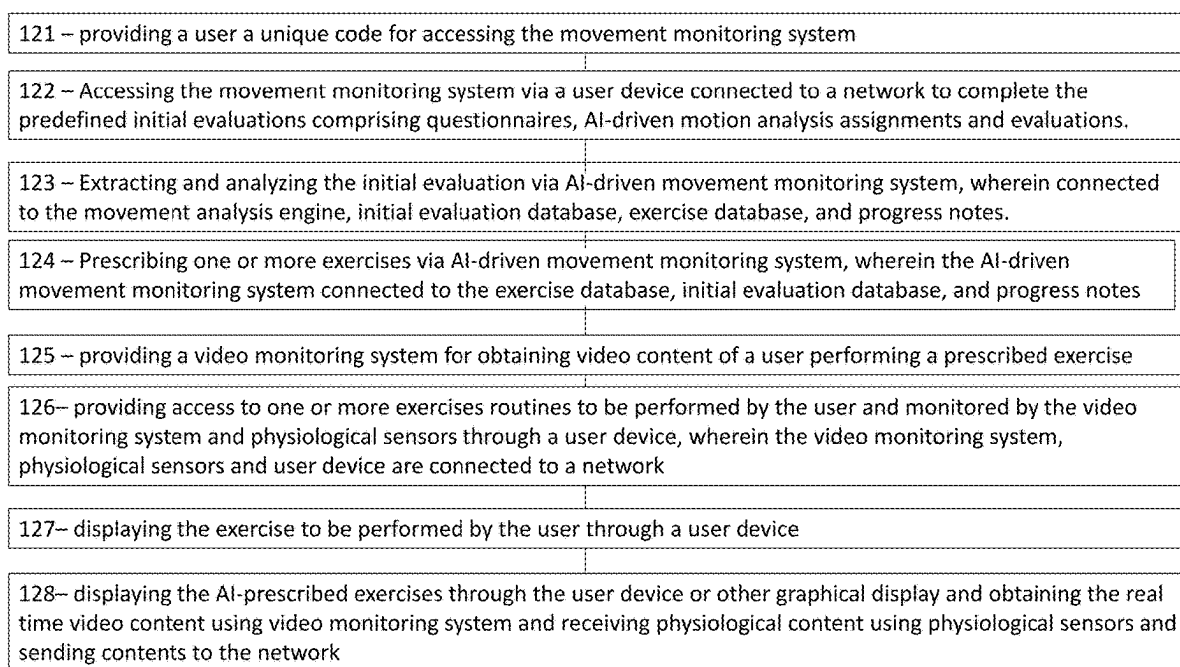 121 – providing a user a unique code for accessing the movement monitoring system
122 – Accessing the movement monitoring system via a user device connected to a network to complete the
predefined initial evaluations comprising questionnaires, AI-driven motion analysis assignments and evaluations.
123 – Extracting and analyzing the initial evaluation via AI-driven movement monitoring system, wherein connected
to the movement analysis engine, initial evaluation database, exercise database, and progress notes.
124 – Prescribing one or more exercises via AI-driven movement monitoring system, wherein the AI-driven
movement monitoring system connected to the exercise database, initial evaluation database, and progress notes
125 – providing a video monitoring system for obtaining video content of a user performing a prescribed exercise
126– providing access to one or more exercises routines to be performed by the user and monitored by the video
monitoring system and physiological sensors through a user device, wherein the video monitoring system,
physiological sensors and user device are connected to a network
127– displaying the exercise to be performed by the user through a user device
128– displaying the AI-prescribed exercises through the user device or other graphical display and obtaining the real
time video content using video monitoring system and receiving physiological content using physiological sensors and
sending contents to the network